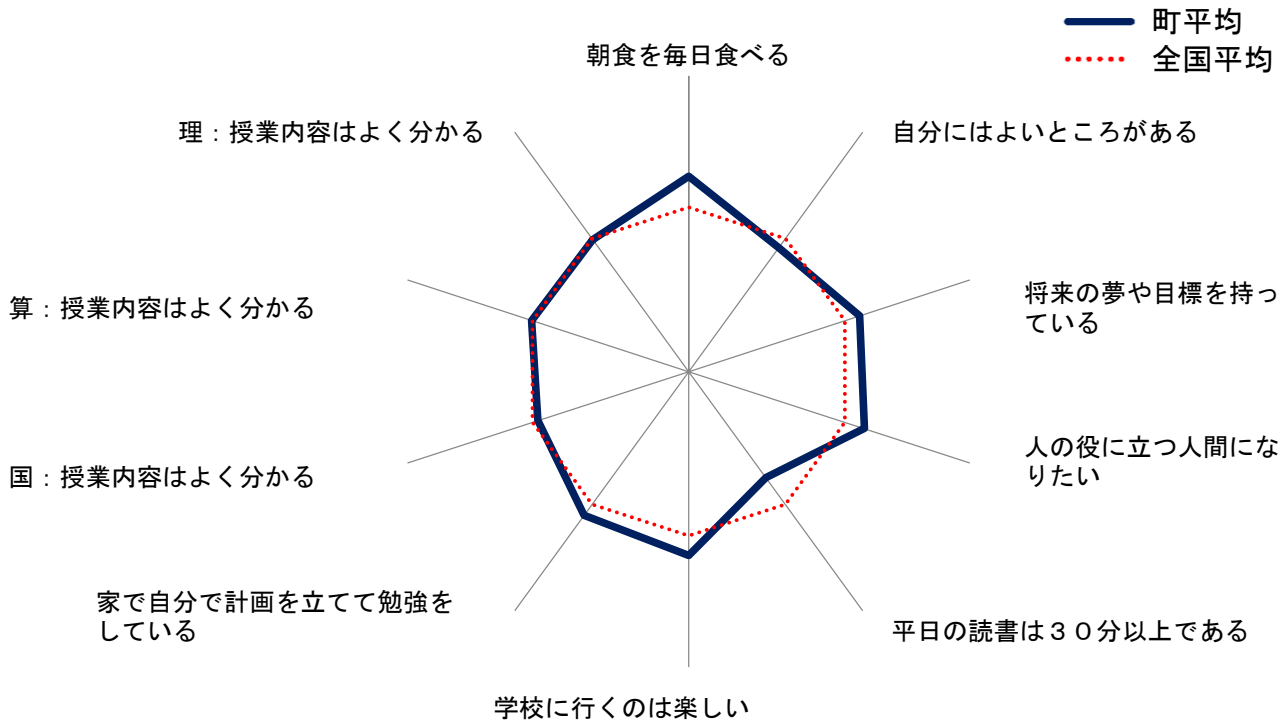 町平均
全国平均
朝食を毎日食べる
理：授業内容はよく分かる
自分にはよいところがある
算：授業内容はよく分かる
将来の夢や目標を持っ
ている
国：授業内容はよく分かる
人の役に立つ人間にな
りたい
家で自分で計画を立てて勉強を
している
平日の読書は３０分以上である
学校に行くのは楽しい